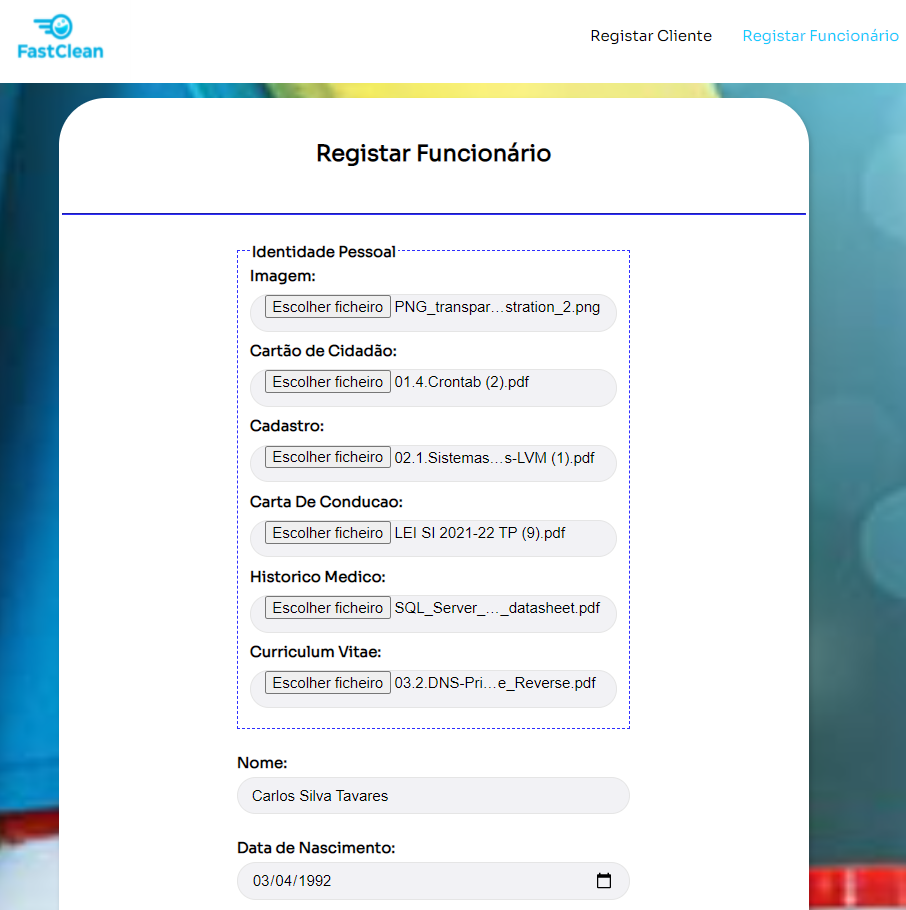 FastClean
Registar Cliente Registar Funcionário
Registar Funcionário
Identidade Pessoal
Imagem:
Escolher ficheiro PNG_transpar...stration_2.png
Cartão de Cidadão:
Escolher ficheiro 01.4.Crontab (2).pdf
Cadastro:
Escolher ficheiro 02.1.Sistemas...s-LVM (1).pdf
Carta De Conducao:
Escolher ficheiro LEI SI 2021-22 TP (9).pdf
Historico Medico:
Escolher ficheiro SQL_Server_..._datasheet.pdf
Curriculum Vitae:
Escolher ficheiro 03.2.DNS-Pri...e_Reverse.pdf
Nome:
Carlos Silva Tavares
Data de Nascimento:
03/04/1992